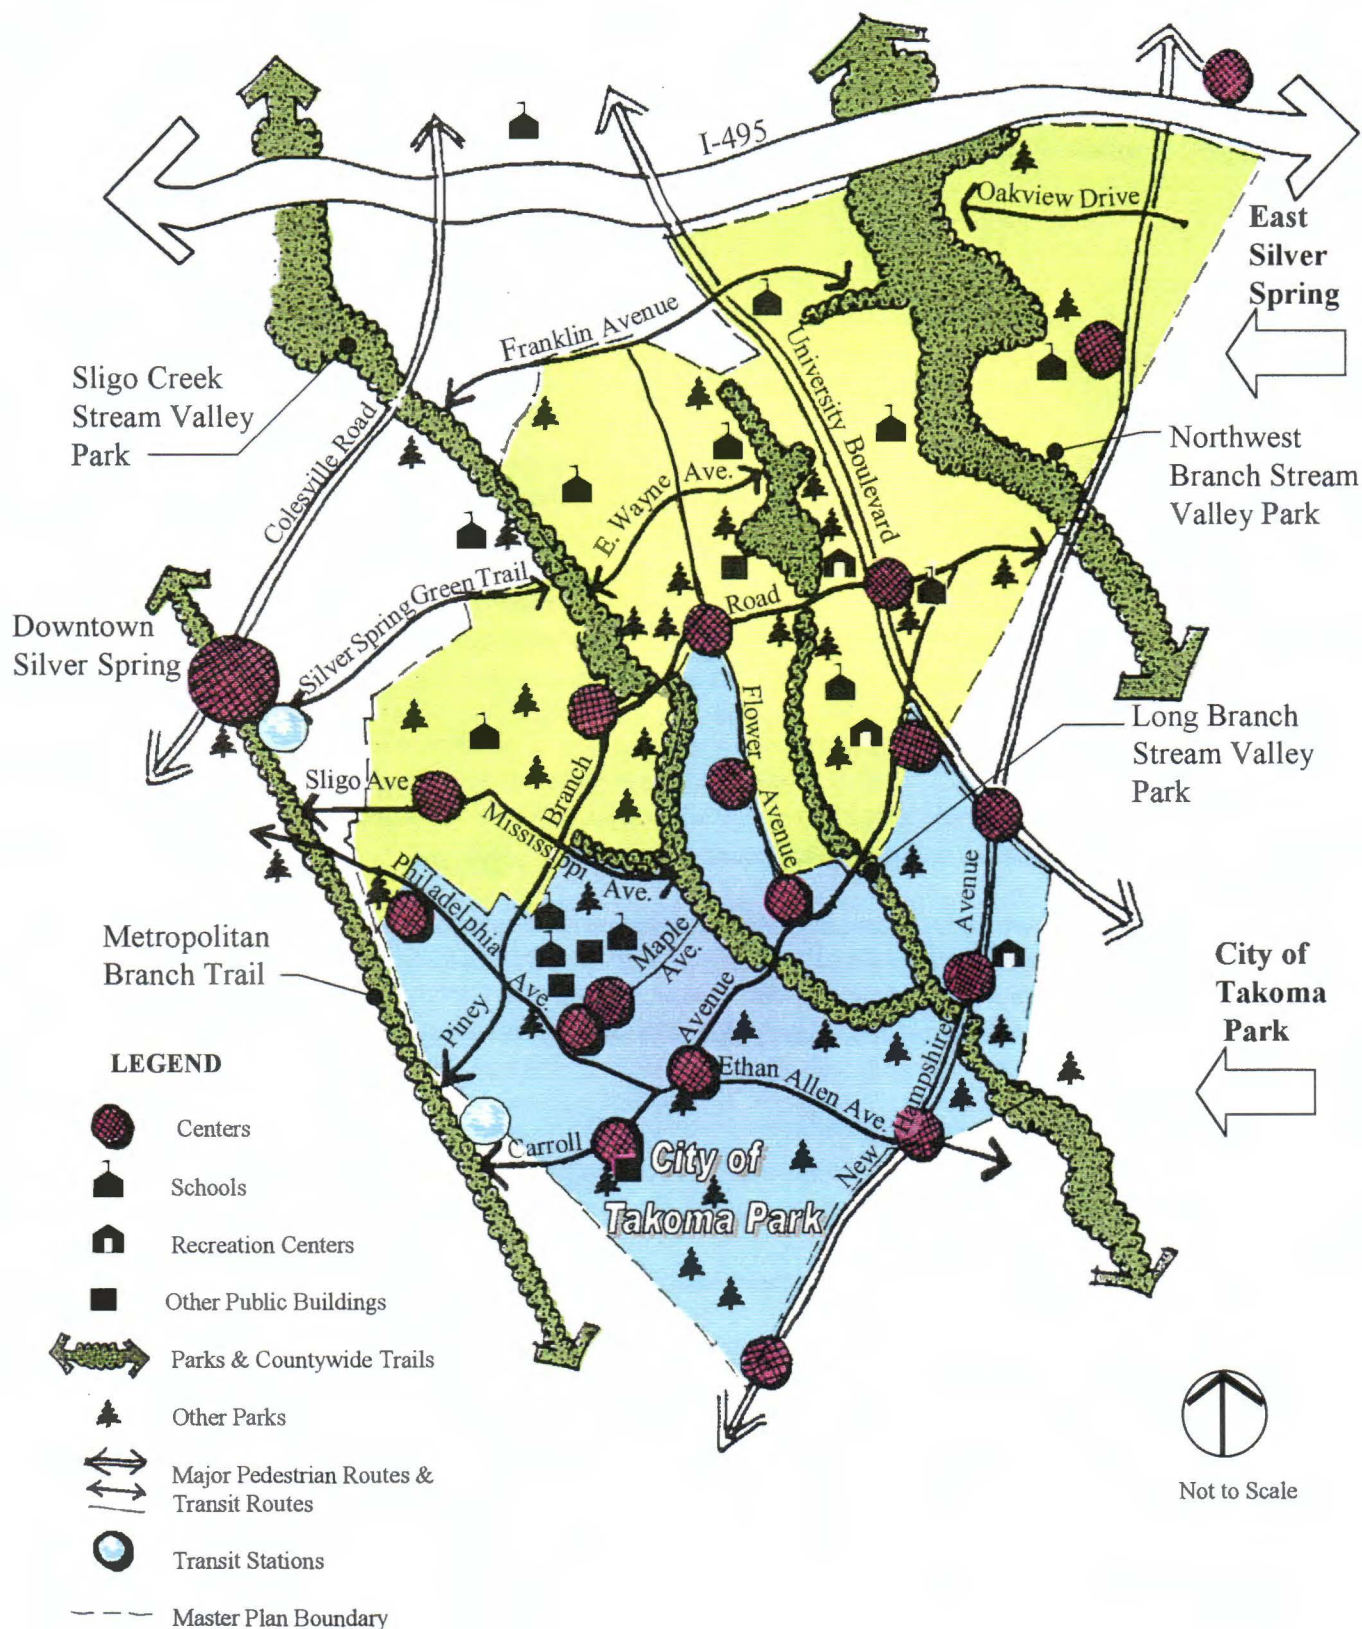 I-495
Oakview Drive
East
Silver
Spring
Franklin Avenue
Sligo Creek
Stream Valley
Park
Colesville Road
University Boulevard
Northwest
Branch Stream
Valley Park
E. Wayne Ave.
Silver Spring Green Trail
Road
Downtown
Silver Spring
Flower
Avenue
Long Branch
Stream Valley
Park
Sligo Ave
Branch
Mississippi
Ave.
Philadelphia
Ave.
Maple
Ave.
Avenue
Metropolitan
Branch Trail
Piney
City of
Takoma
Park
Avenue
Ethan Allen Ave.
New Hampshire
Carroll
City of
Takoma Park
LEGEND
Centers
Schools
Recreation Centers
Other Public Buildings
Parks & Countywide Trails
Other Parks
Major Pedestrian Routes &
Transit Routes
Transit Stations
Master Plan Boundary
Not to Scale